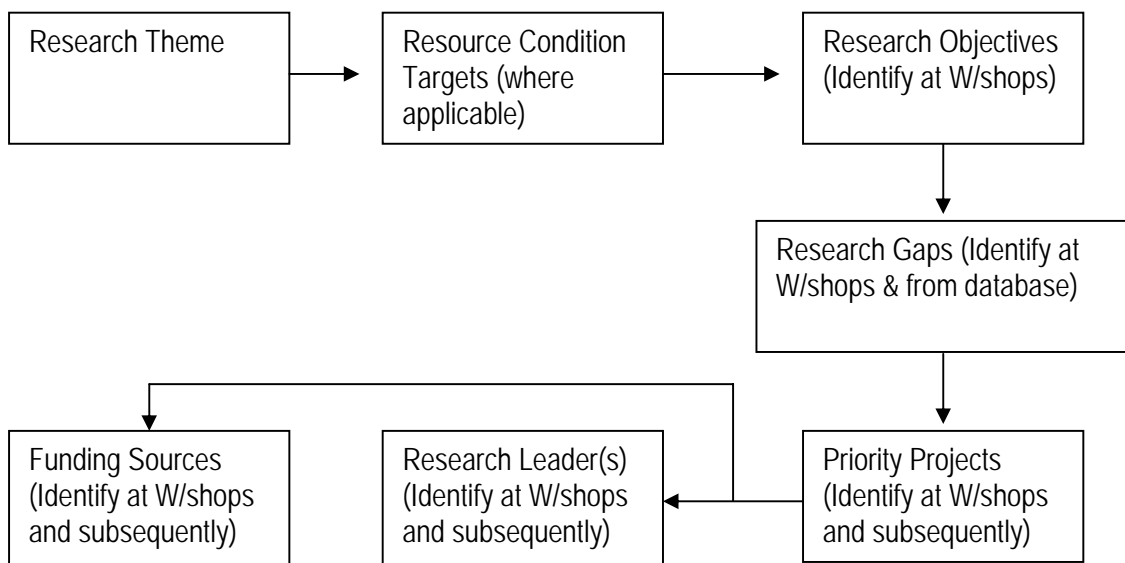 Research Theme
Resource Condition
Targets (where
applicable)
Research Objectives
(Identify at W/shops)
Research Gaps (Identify at
W/shops & from database)
Funding Sources
(Identify at W/shops
and subsequently)
Research Leader(s)
(Identify at W/shops
and subsequently)
Priority Projects
(Identify at W/shops
and subsequently)